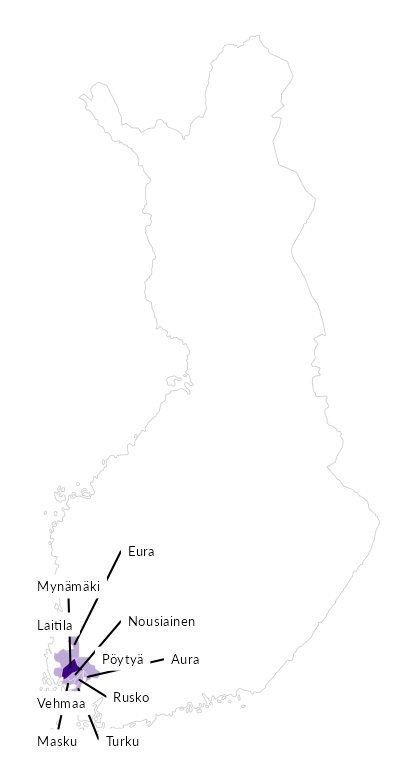 Eura
Mynämäki
Nousiainen
Laitila
Pöytyä
Aura
Rusko
Vehmaa
Masku
Turku